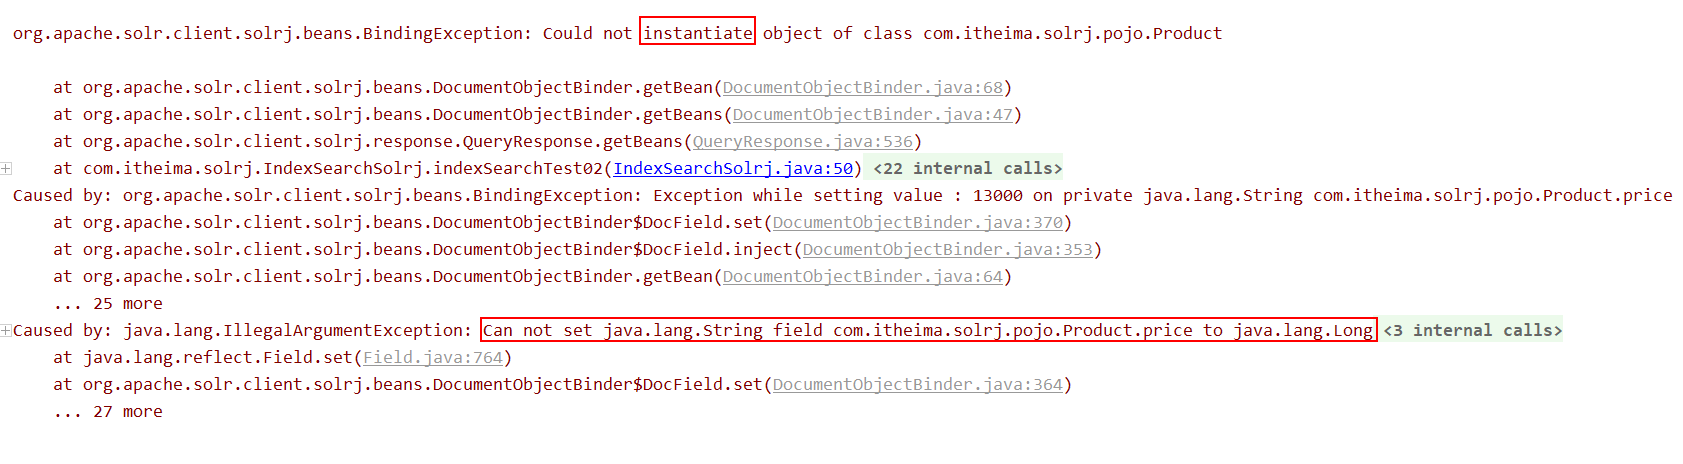 org.apache.solr.client.solrj.beans.BindingException: Could not instantiate object of class com.itheima.solrj.pojo.Product
at org.apache.solr.client.solrj.beans.DocumentObjectBinder.getBean(DocumentObjectBinder.java:68)
at org.apache.solr.client.solrj.beans.DocumentObjectBinder.getBeans(DocumentObjectBinder.java:47)
at org.apache.solr.client.solrj.response.QueryResponse.getBeans(QueryResponse.java:536)
at com.itheima.solrj.IndexSearchSolrj.indexSearchTest02(IndexSearchSolrj.java:50) <22 internal calls>
Caused by: org.apache.solr.client.solrj.beans.BindingException: Exception while setting value : 13000 on private java.lang.String com.itheima.solrj.pojo.Product.price
at org.apache.solr.client.solrj.beans.DocumentObjectBinder$DocField.set(DocumentObjectBinder.java:370)
at org.apache.solr.client.solrj.beans.DocumentObjectBinder$DocField.inject(DocumentObjectBinder.java:353)
at org.apache.solr.client.solrj.beans.DocumentObjectBinder.getBean(DocumentObjectBinder.java:64)
... 25 more
Caused by: java.lang.IllegalArgumentException: Can not set java.lang.String field com.itheima.solrj.pojo.Product.price to java.lang.Long <3 internal calls>
at java.lang.reflect.Field.set(Field.java:764)
at org.apache.solr.client.solrj.beans.DocumentObjectBinder$DocField.set(DocumentObjectBinder.java:364)
... 27 more